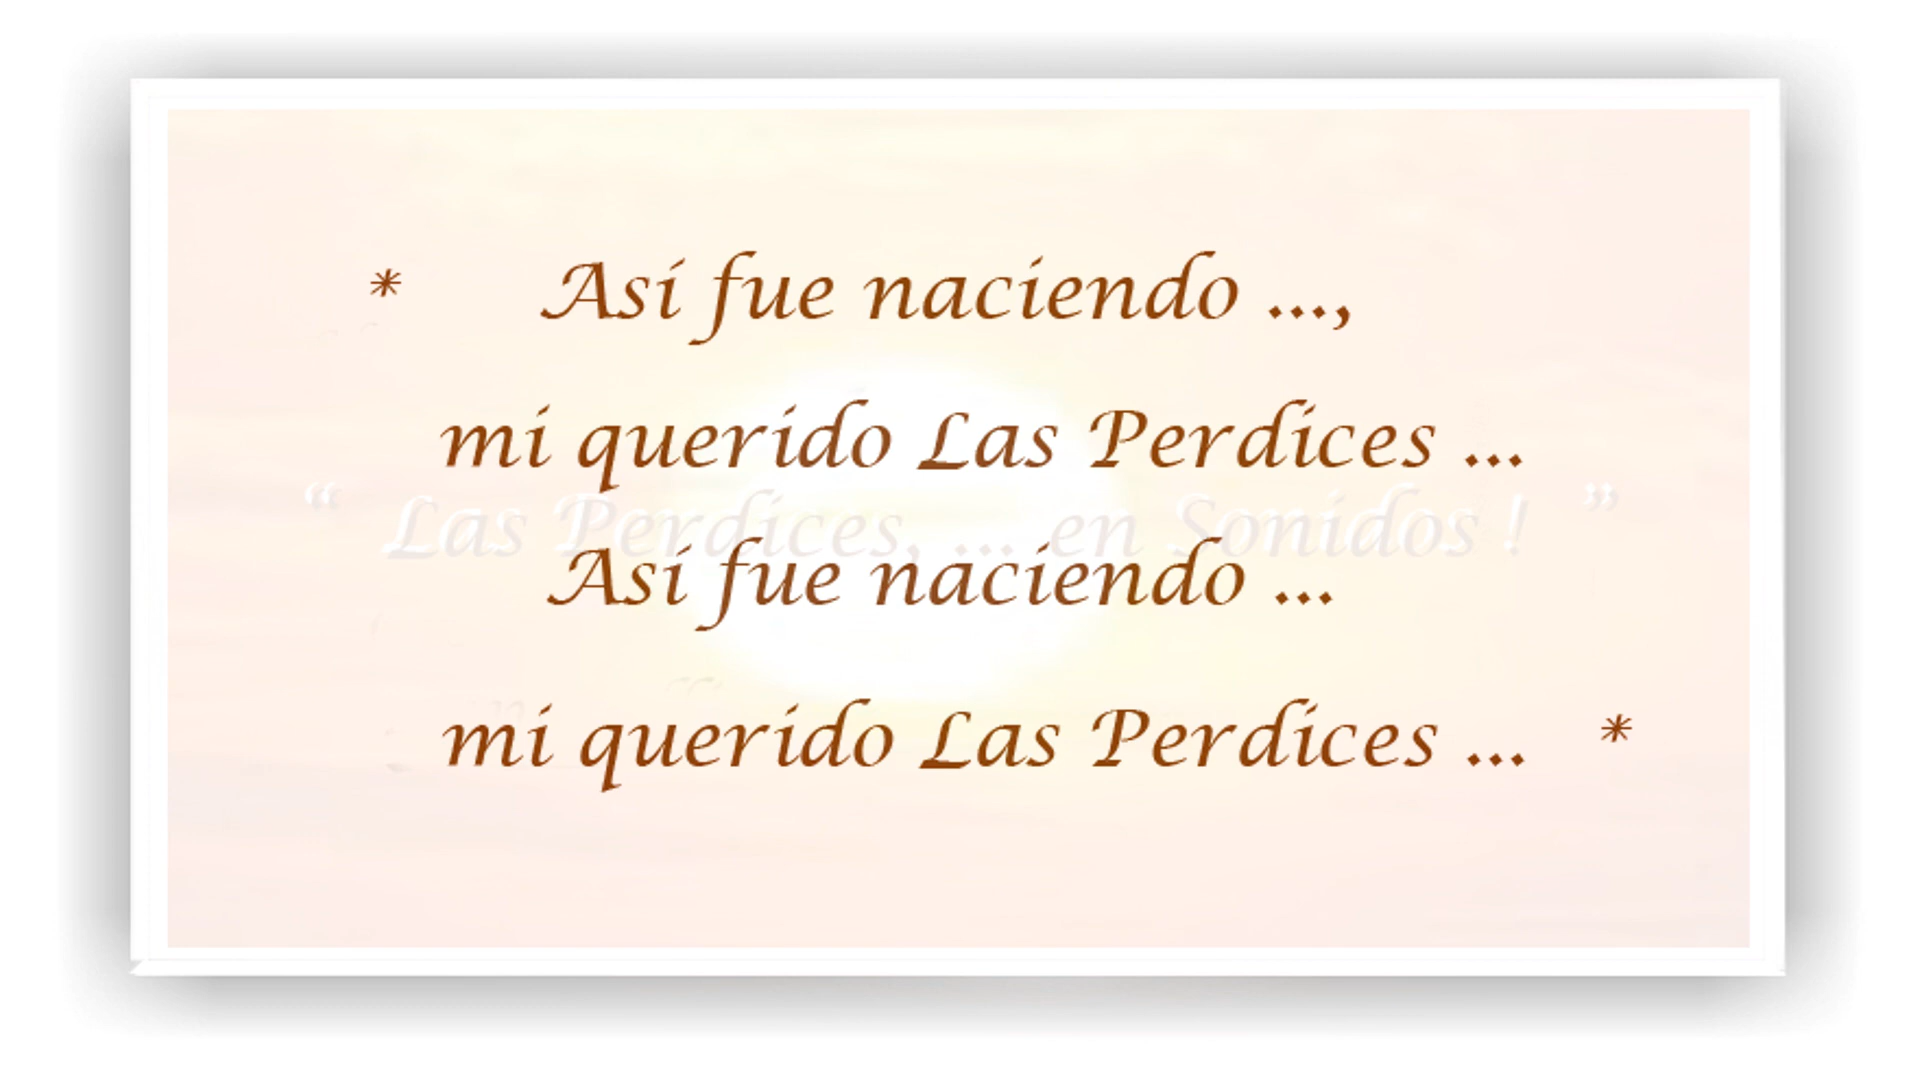 * Así fue naciendo ...,
mi querido Las Perdices ...
“ Las Perdices, ... en Sonidos ! ”
Así fue naciendo ...
mi querido Las Perdices ... *